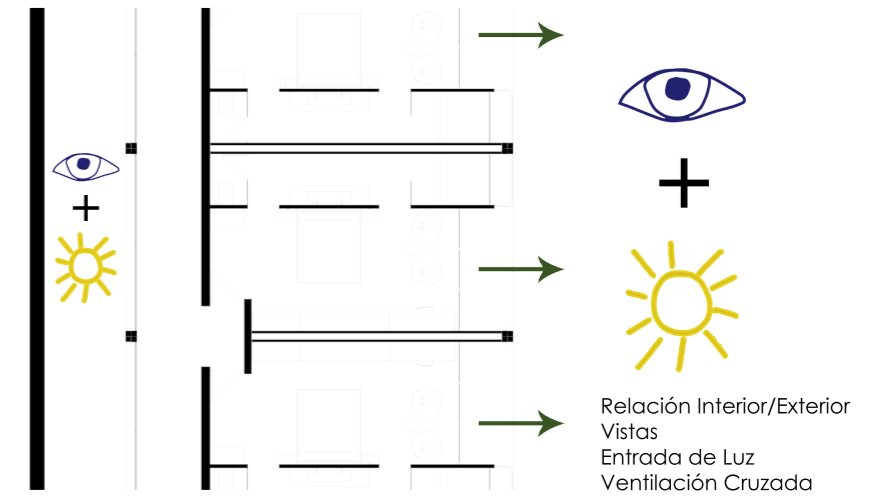 Relación Interior/Exterior
Vistas
Entrada de Luz
Ventilación Cruzada